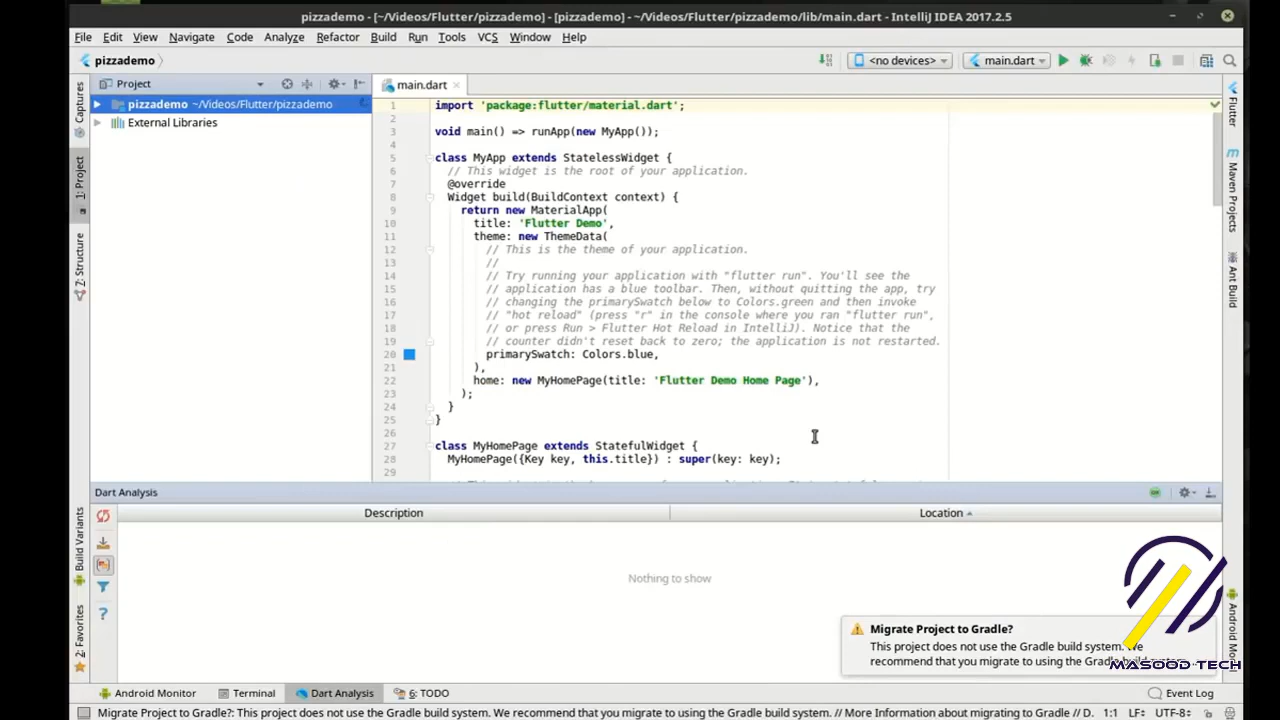 pizzademo - [~/Videos/Flutter/pizzademo] - [pizzademo] - ~/Videos/Flutter/pizzademo/lib/main.dart - IntelliJ IDEA 2017.2.5
File Edit View Navigate Code Analyze Refactor Build Run Tools VCS Window Help
pizzademo <no devices> main.dart
Captures
1: Project
Z: Structure
Build Variants
2: Favorites
Project
pizzademo ~/Videos/Flutter/pizzademo
External Libraries
main.dart
1 import 'package:flutter/material.dart';
2
3 void main() => runApp(new MyApp());
4
5 class MyApp extends StatelessWidget {
6 // This widget is the root of your application.
7 @override
8 Widget build(BuildContext context) {
9 return new MaterialApp(
10 title: 'Flutter Demo',
11 theme: new ThemeData(
12 // This is the theme of your application.
13 //
14 // Try running your application with "flutter run". You'll see the
15 // application has a blue toolbar. Then, without quitting the app, try
16 // changing the primarySwatch below to Colors.green and then invoke
17 // "hot reload" (press "r" in the console where you ran "flutter run",
18 // or press Run > Flutter Hot Reload in IntelliJ). Notice that the
19 // counter didn't reset back to zero; the application is not restarted.
20 primarySwatch: Colors.blue,
21 ),
22 home: new MyHomePage(title: 'Flutter Demo Home Page'),
23 );
24 }
25 }
26
27 class MyHomePage extends StatefulWidget {
28 MyHomePage({Key key, this.title}) : super(key: key);
29
Flutter
Maven Projects
Ant Build
Dart Analysis
Description Location
Nothing to show
Migrate Project to Gradle?
This project does not use the Gradle build system. We
recommend that you migrate to using the Gradle build
MASOOD TECH
Android Monitor Terminal Dart Analysis 6: TODO Event Log
Migrate Project to Gradle?: This project does not use the Gradle build system. We recommend that you migrate to using the Gradle build system. // More Information about migrating to Gradle // D. 1:1 LF÷ UTF-8÷